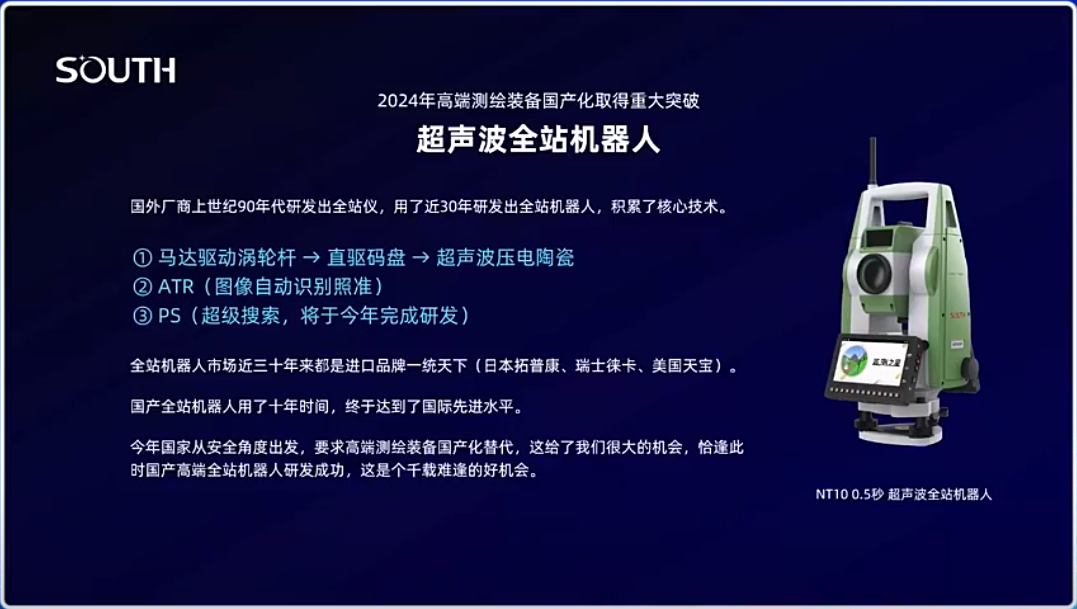 SOUTH
2024年高端测绘装备国产化取得重大突破
超声波全站机器人
国外厂商上世纪90年代研发出全站仪，用了近30年研发出全站机器人，积累了核心技术。
① 马达驱动涡轮杆 → 直驱码盘 → 超声波压电陶瓷
② ATR（图像自动识别照准）
③ PS（超级搜索，将于今年完成研发）
全站机器人市场近三十年来都是进口品牌一统天下（日本拓普康、瑞士徕卡、美国天宝）。
国产全站机器人用了十年时间，终于达到了国际先进水平。
今年国家从安全角度出发，要求高端测绘装备国产化替代，这给了我们很大的机会，恰逢此
时国产高端全站机器人研发成功，这是个千载难逢的好机会。
SOUTH
测之星
NT10 0.5秒 超声波全站机器人